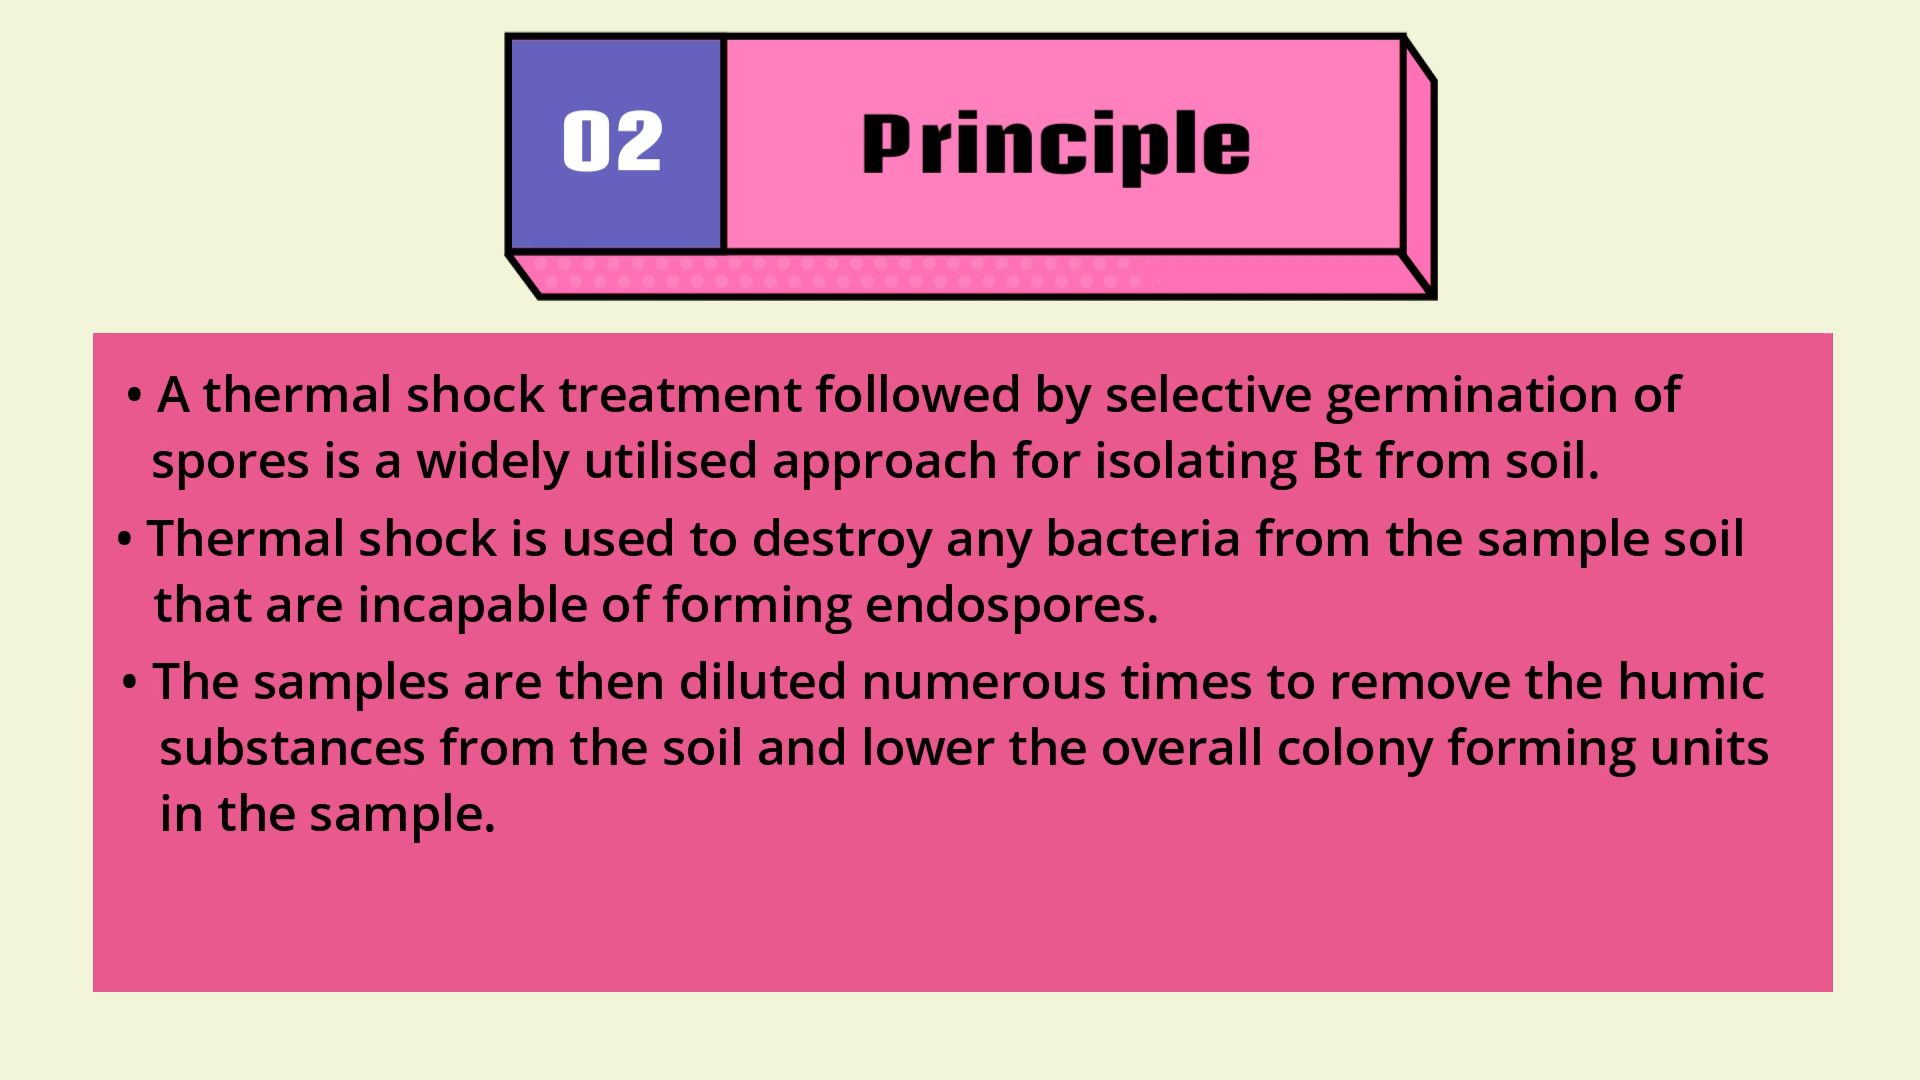 02 Principle
• A thermal shock treatment followed by selective germination of
spores is a widely utilised approach for isolating Bt from soil.
• Thermal shock is used to destroy any bacteria from the sample soil
that are incapable of forming endospores.
• The samples are then diluted numerous times to remove the humic
substances from the soil and lower the overall colony forming units
in the sample.